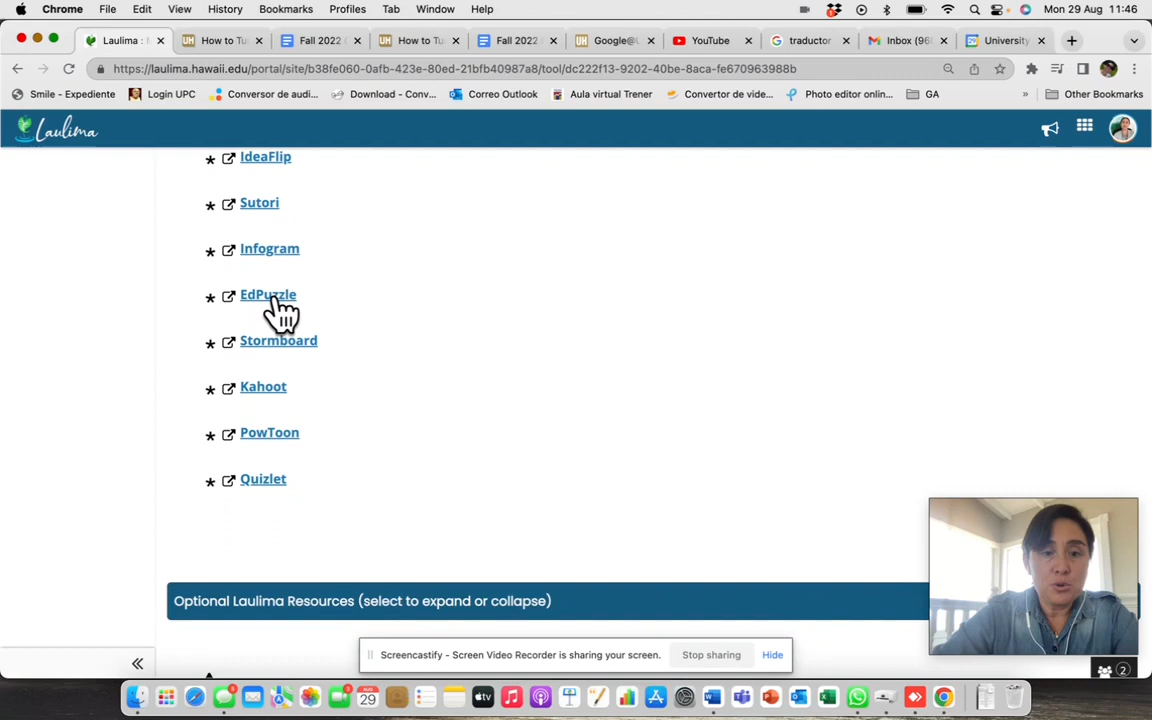 Chrome File Edit View History Bookmarks Profiles Tab Window Help Mon 29 Aug 11:46
Laulima : How to Tu Fall 2022 How to Tu Fall 2022 Google@U YouTube traductor Inbox (96 University
https://laulima.hawaii.edu/portal/site/b38fe060-0afb-423e-80ed-21bfb40987a8/tool/dc222f13-9202-40be-8aca-fe670963988b
Smile - Expediente Login UPC Conversor de audi... Download - Conv... Correo Outlook Aula virtual Trener Convertor de vide... Photo editor onlin... GA » Other Bookmarks
Laulima
* IdeaFlip
* Sutori
* Infogram
* EdPuzzle
* Stormboard
* Kahoot
* PowToon
* Quizlet
Optional Laulima Resources (select to expand or collapse)
Screencastify - Screen Video Recorder is sharing your screen. Stop sharing Hide
2